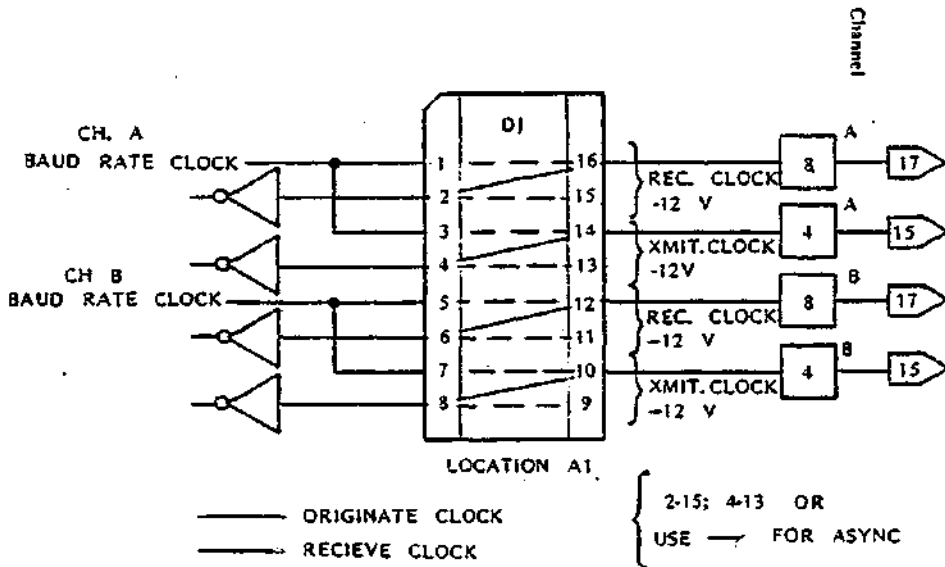 Channel
CH. A
BAUD RATE CLOCK
CH B
BAUD RATE CLOCK
DJ
1
2
3
4
5
6
7
8
16
15
14
13
12
11
10
9
LOCATION A1
REC. CLOCK
-12 V
XMIT. CLOCK
-12V
REC. CLOCK
-12 V
XMIT. CLOCK
-12 V
8
A
17
4
A
15
8
B
17
4
B
15
ORIGINATE CLOCK
RECIEVE CLOCK
2-15; 4-13 OR
USE — FOR ASYNC